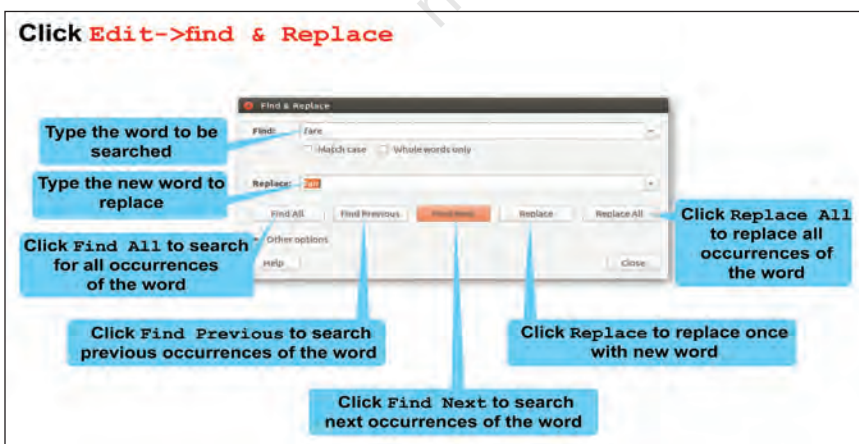 Click Edit->find & Replace
Find & Replace
Type the word to be
searched
Find:
fare
Match case
Whole words only
Type the new word to
replace
Replace:
fair
Find All
Find Previous
Find Next
Replace
Replace All
Click Find All to search
for all occurrences
of the word
Click Replace All
to replace all
occurrences of
the word
Other options
Help
Close
Click Find Previous to search
previous occurrences of the word
Click Replace to replace once
with new word
Click Find Next to search
next occurrences of the word